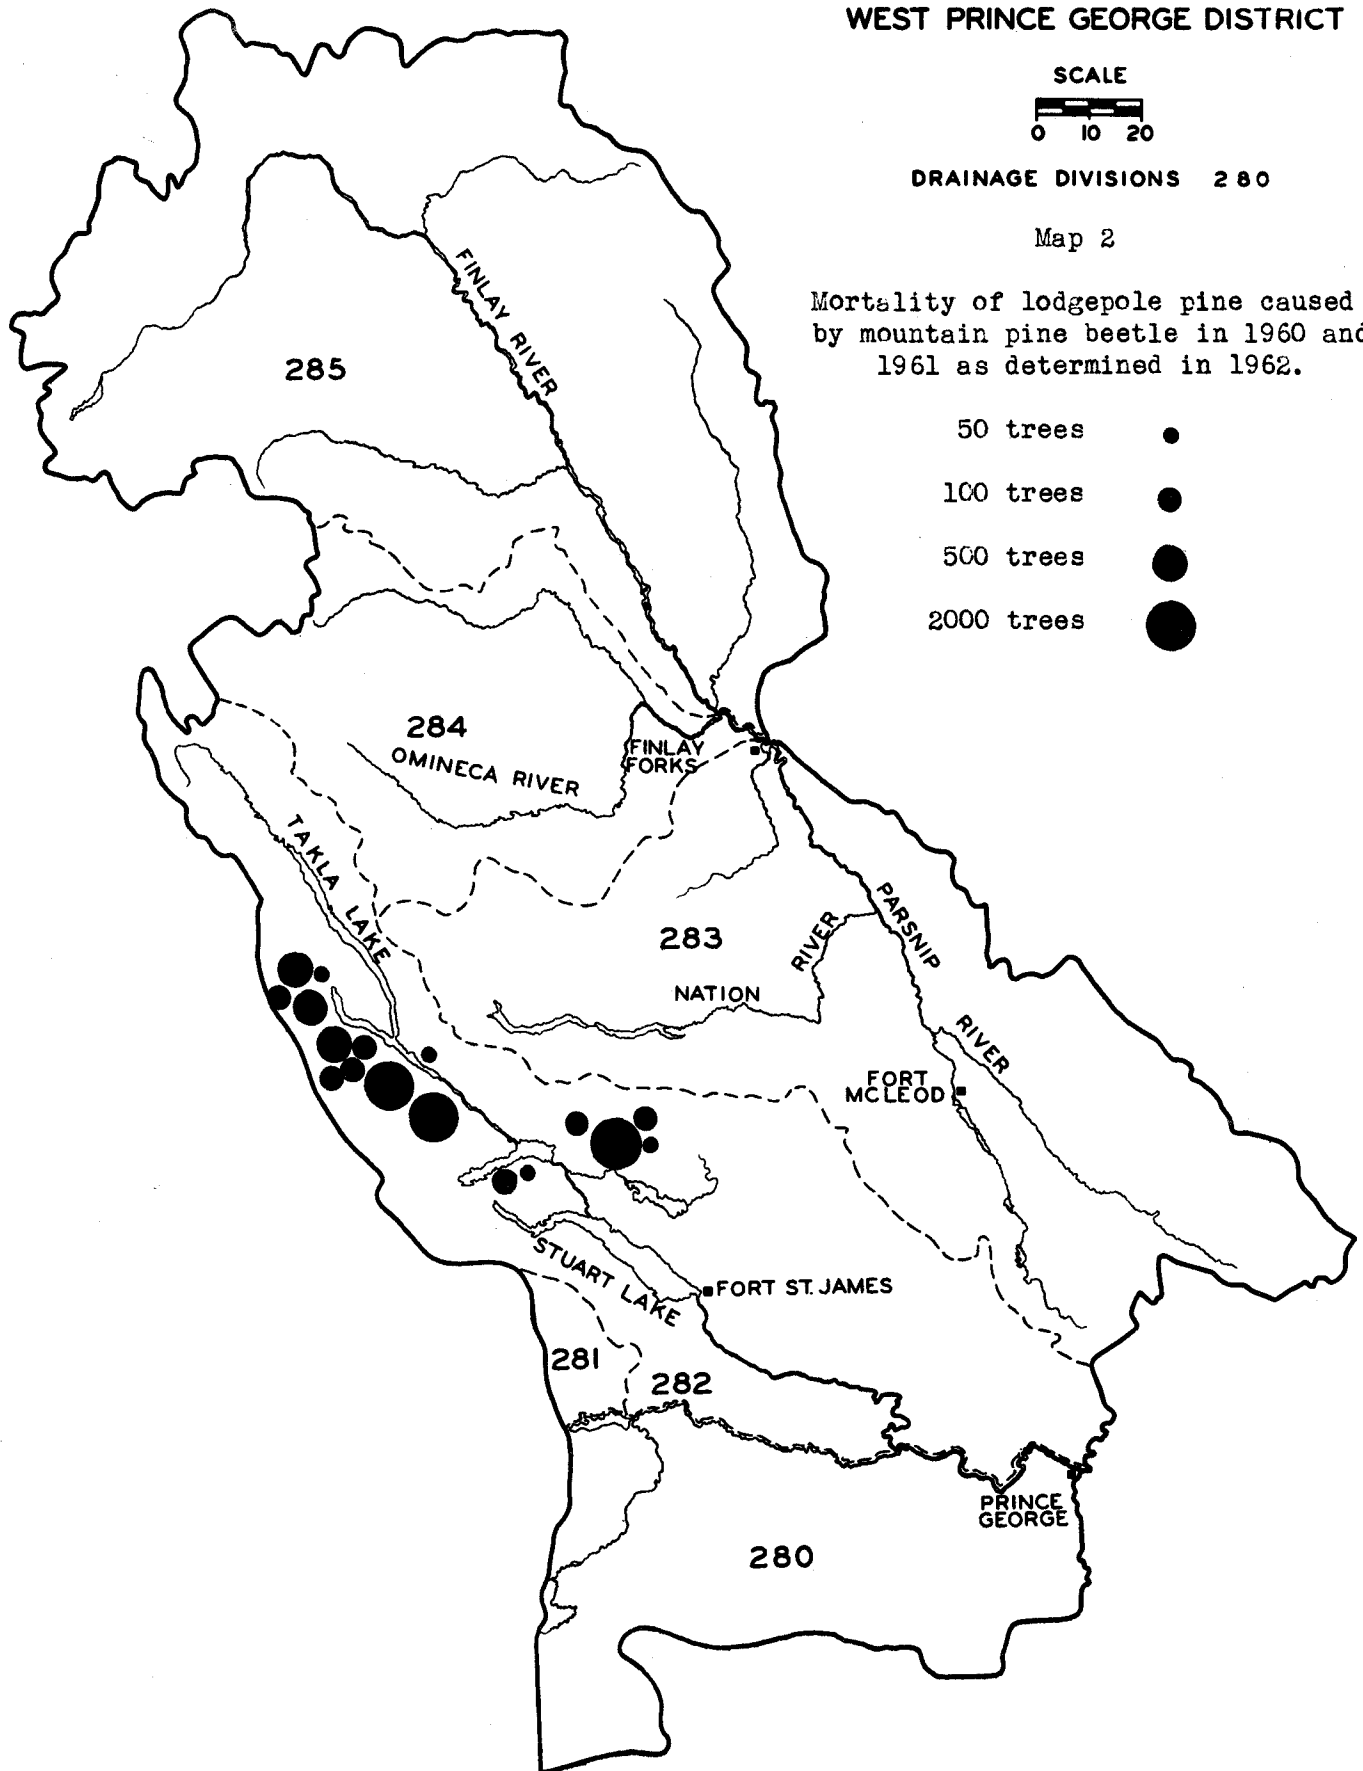 WEST PRINCE GEORGE DISTRICT
SCALE
0 10 20
DRAINAGE DIVISIONS 280
Map 2
Mortality of lodgepole pine caused
by mountain pine beetle in 1960 and
1961 as determined in 1962.
50 trees
100 trees
500 trees
2000 trees
FINLAY RIVER
285
284
OMINECA RIVER
FINLAY
FORKS
TAKLA LAKE
283
NATION RIVER
PARSNIP RIVER
FORT
MCLEOD
STUART LAKE
FORT ST. JAMES
281
282
PRINCE
GEORGE
280